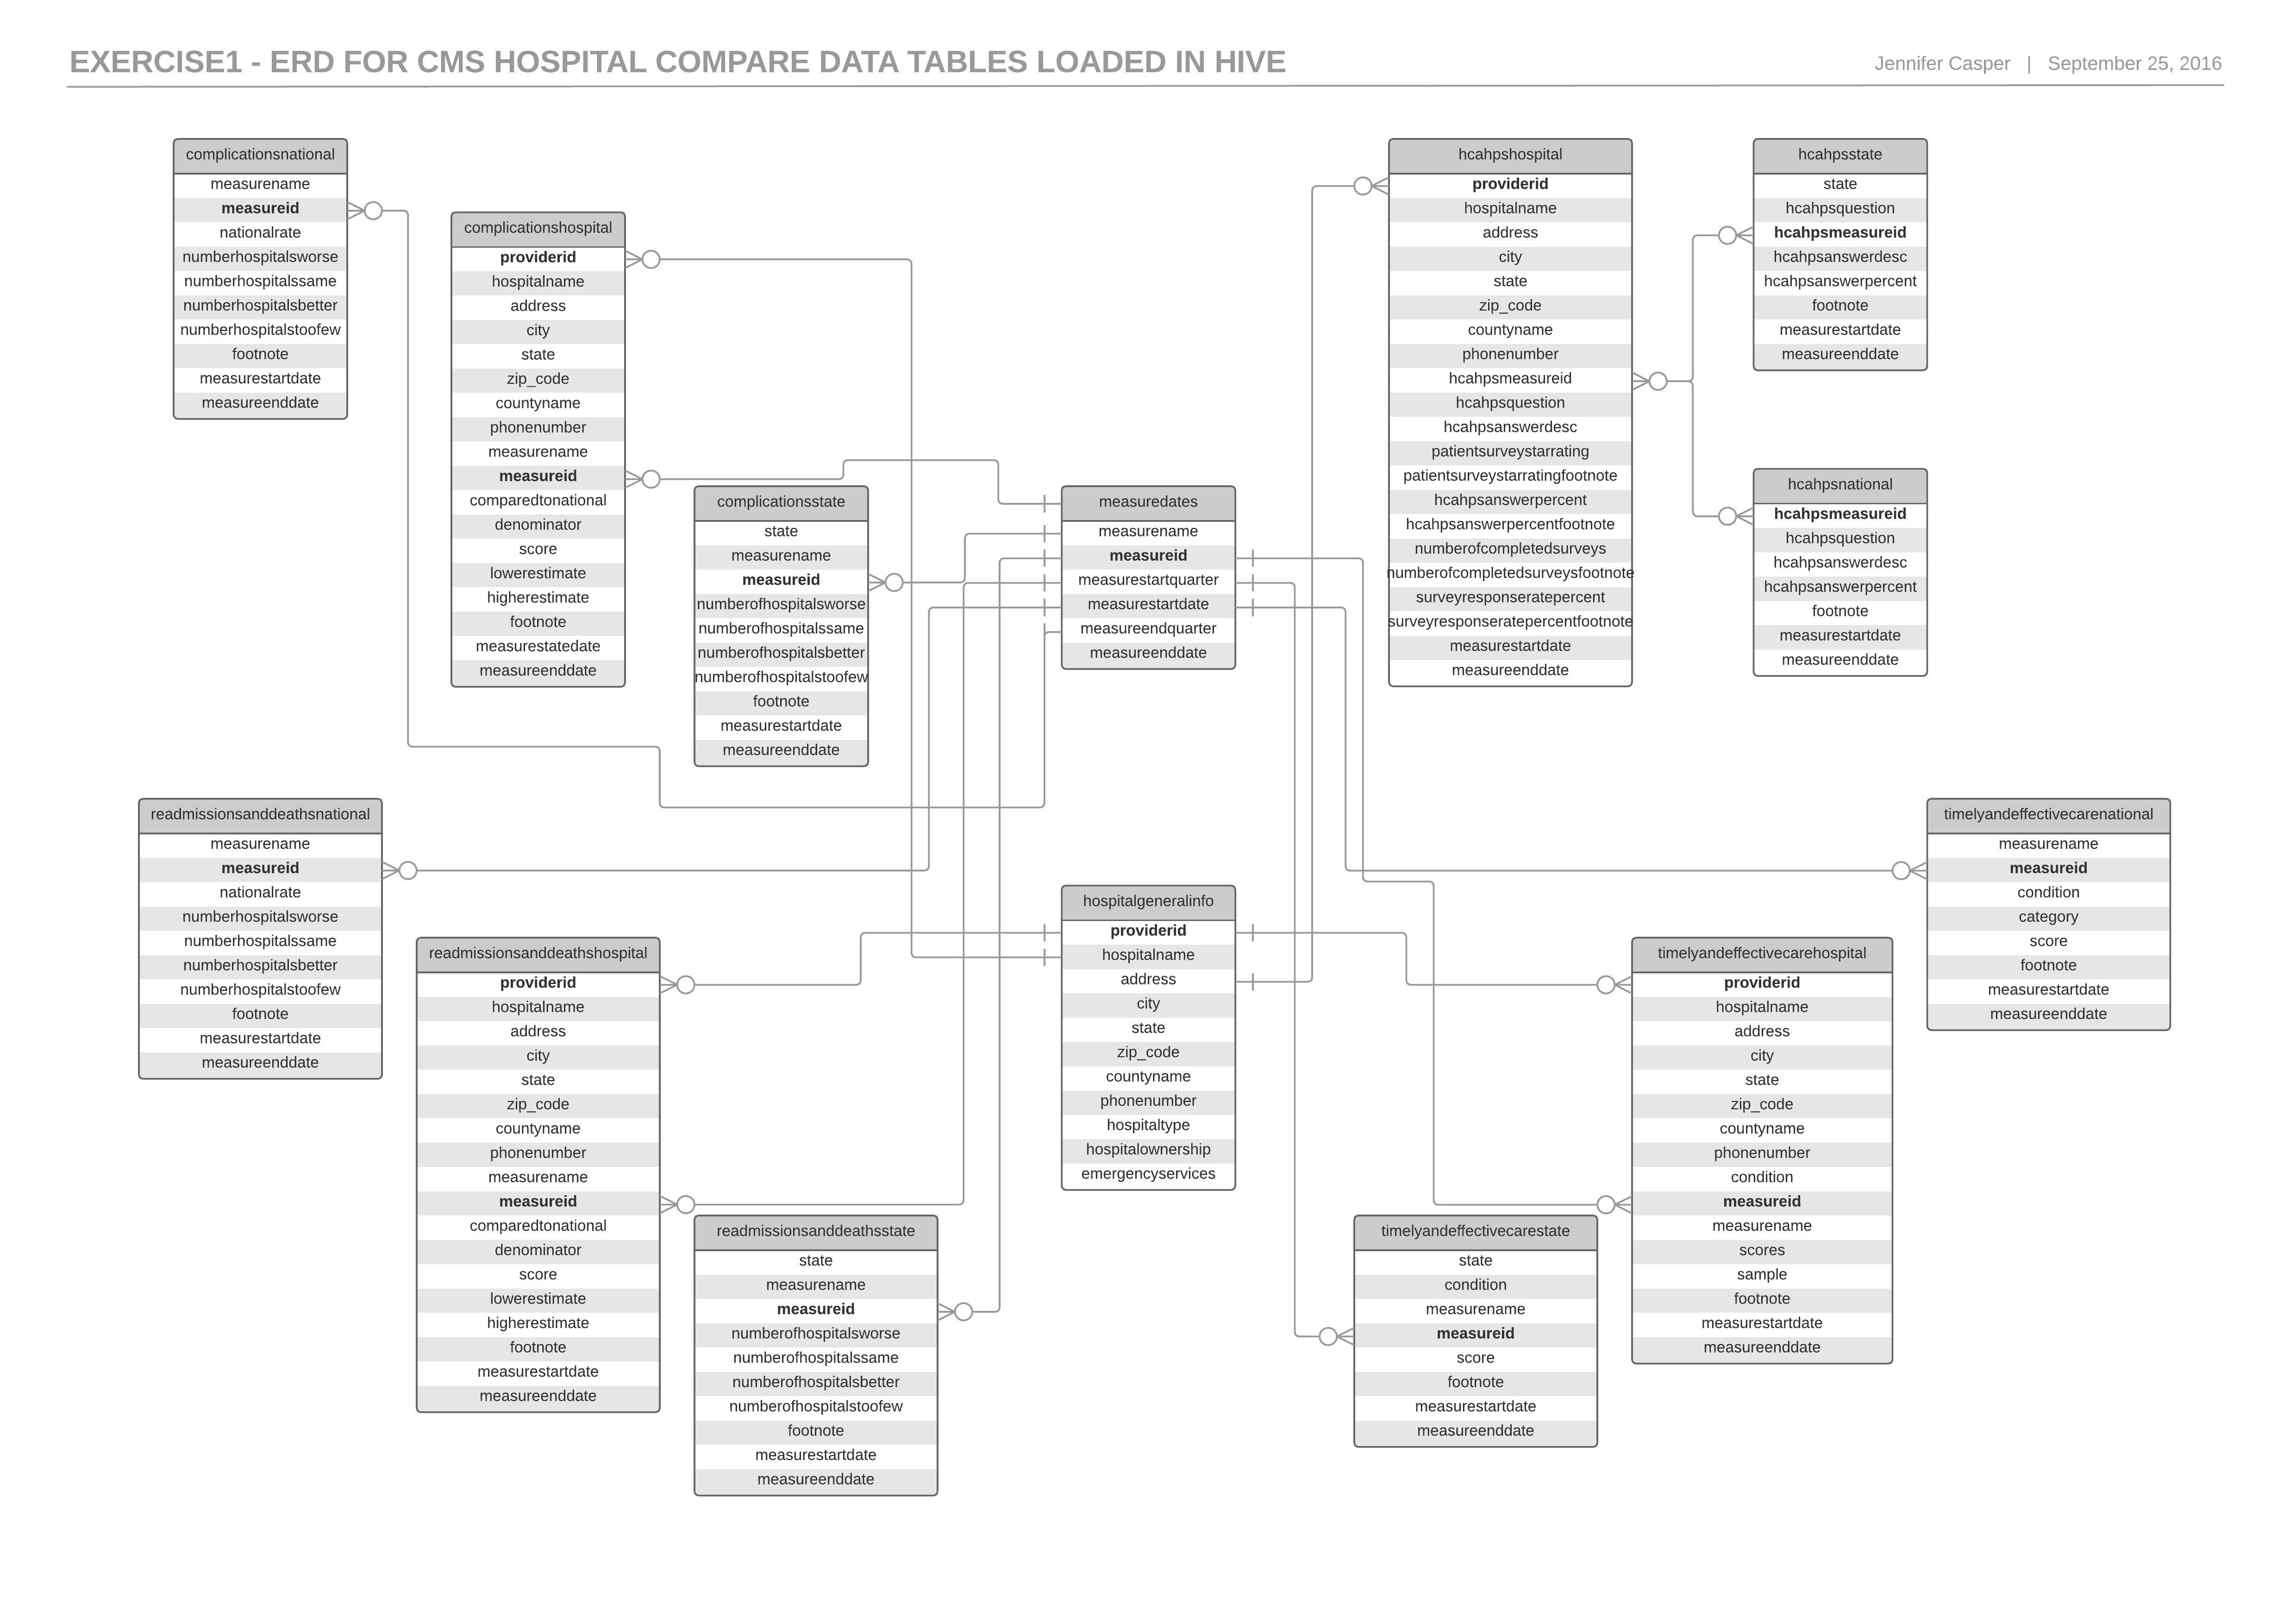 EXERCISE1 - ERD FOR CMS HOSPITAL COMPARE DATA TABLES LOADED IN HIVE
Jennifer Casper | September 25, 2016
complicationsnational
measurename
measureid
nationalrate
numberhospitalsworse
numberhospitalssame
numberhospitalsbetter
numberhospitalstoofew
footnote
measurestartdate
measureenddate
complicationshospital
providerid
hospitalname
address
city
state
zip_code
countyname
phonenumber
measurename
measureid
comparedtonational
denominator
score
lowerestimate
higherestimate
footnote
measurestatedate
measureenddate
complicationsstate
state
measurename
measureid
numberofhospitalsworse
numberofhospitalssame
numberofhospitalsbetter
numberofhospitalstoofew
footnote
measurestartdate
measureenddate
measuredates
measurename
measureid
measurestartquarter
measurestartdate
measureendquarter
measureenddate
hcahpshospital
providerid
hospitalname
address
city
state
zip_code
countyname
phonenumber
hcahpsmeasureid
hcahpsquestion
hcahpsanswerdesc
patientsurveystarrating
patientsurveystarratingfootnote
hcahpsanswerpercent
hcahpsanswerpercentfootnote
numberofcompletedsurveys
numberofcompletedsurveysfootnote
surveyresponseratepercent
surveyresponseratepercentfootnote
measurestartdate
measureenddate
hcahpsstate
state
hcahpsquestion
hcahpsmeasureid
hcahpsanswerdesc
hcahpsanswerpercent
footnote
measurestartdate
measureenddate
hcahpsnational
hcahpsmeasureid
hcahpsquestion
hcahpsanswerdesc
hcahpsanswerpercent
footnote
measurestartdate
measureenddate
readmissionsanddeathsnational
measurename
measureid
nationalrate
numberhospitalsworse
numberhospitalssame
numberhospitalsbetter
numberhospitalstoofew
footnote
measurestartdate
measureenddate
readmissionsanddeathshospital
providerid
hospitalname
address
city
state
zip_code
countyname
phonenumber
measurename
measureid
comparedtonational
denominator
score
lowerestimate
higherestimate
footnote
measurestartdate
measureenddate
readmissionsanddeathsstate
state
measurename
measureid
numberofhospitalsworse
numberofhospitalssame
numberofhospitalsbetter
numberofhospitalstoofew
footnote
measurestartdate
measureenddate
hospitalgeneralinfo
providerid
hospitalname
address
city
state
zip_code
countyname
phonenumber
hospitaltype
hospitalownership
emergencyservices
timelyandeffectivecarestate
state
condition
measurename
measureid
score
footnote
measurestartdate
measureenddate
timelyandeffectivecarehospital
providerid
hospitalname
address
city
state
zip_code
countyname
phonenumber
condition
measureid
measurename
scores
sample
footnote
measurestartdate
measureenddate
timelyandeffectivecarenational
measurename
measureid
condition
category
score
footnote
measurestartdate
measureenddate